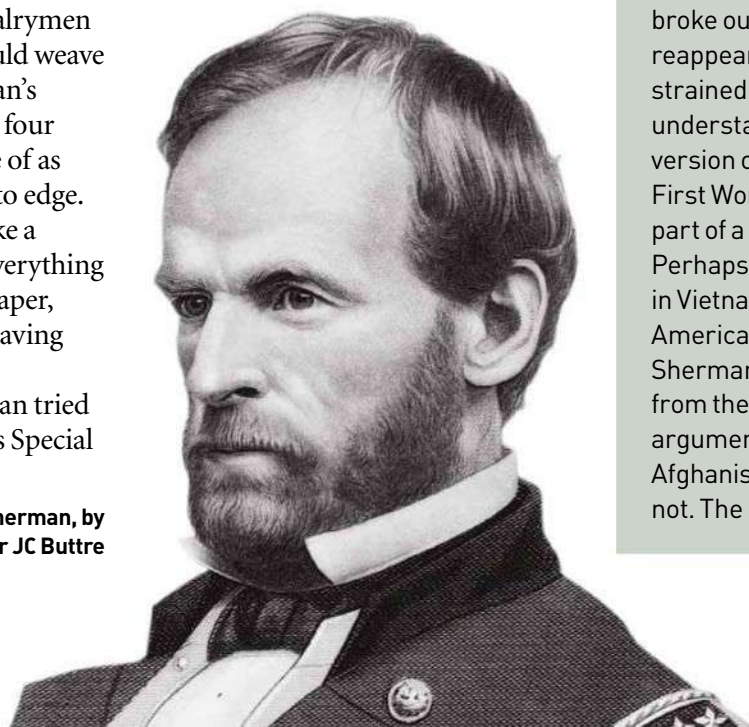 alrymen
uld weave
an's
four
e of as
to edge.
ke a
verything
aper,
eaving
an tried
s Special
herman, by
r JC Buttre
broke ou
reappear
strained
understa
version o
First Wor
part of a
Perhaps
in Vietna
America
Sherman
from the
argumen
Afghanis
not. The